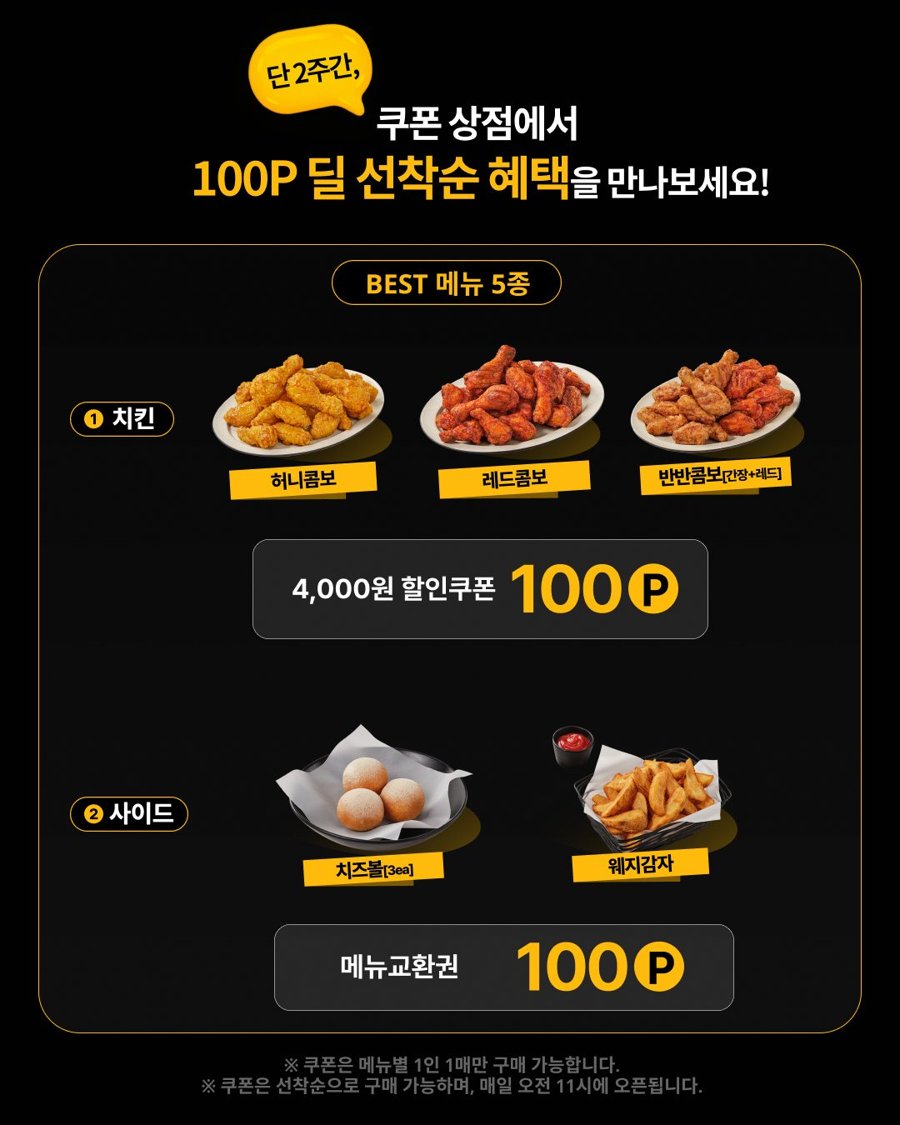 단 2주간,
쿠폰 상점에서
100P 딜 선착순 혜택을 만나보세요!
BEST 메뉴 5종
1 치킨
허니콤보
레드콤보
반반콤보[간장+레드]
4,000원 할인쿠폰 100P
2 사이드
치즈볼[3ea]
웨지감자
메뉴교환권 100P
※ 쿠폰은 메뉴별 1인 1매만 구매 가능합니다.
※ 쿠폰은 선착순으로 구매 가능하며, 매일 오전 11시에 오픈됩니다.